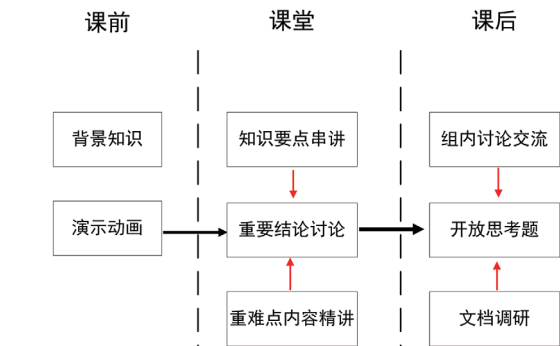 课前
课堂
课后
背景知识
知识要点串讲
组内讨论交流
演示动画
重要结论讨论
开放思考题
重难点内容精讲
文档调研